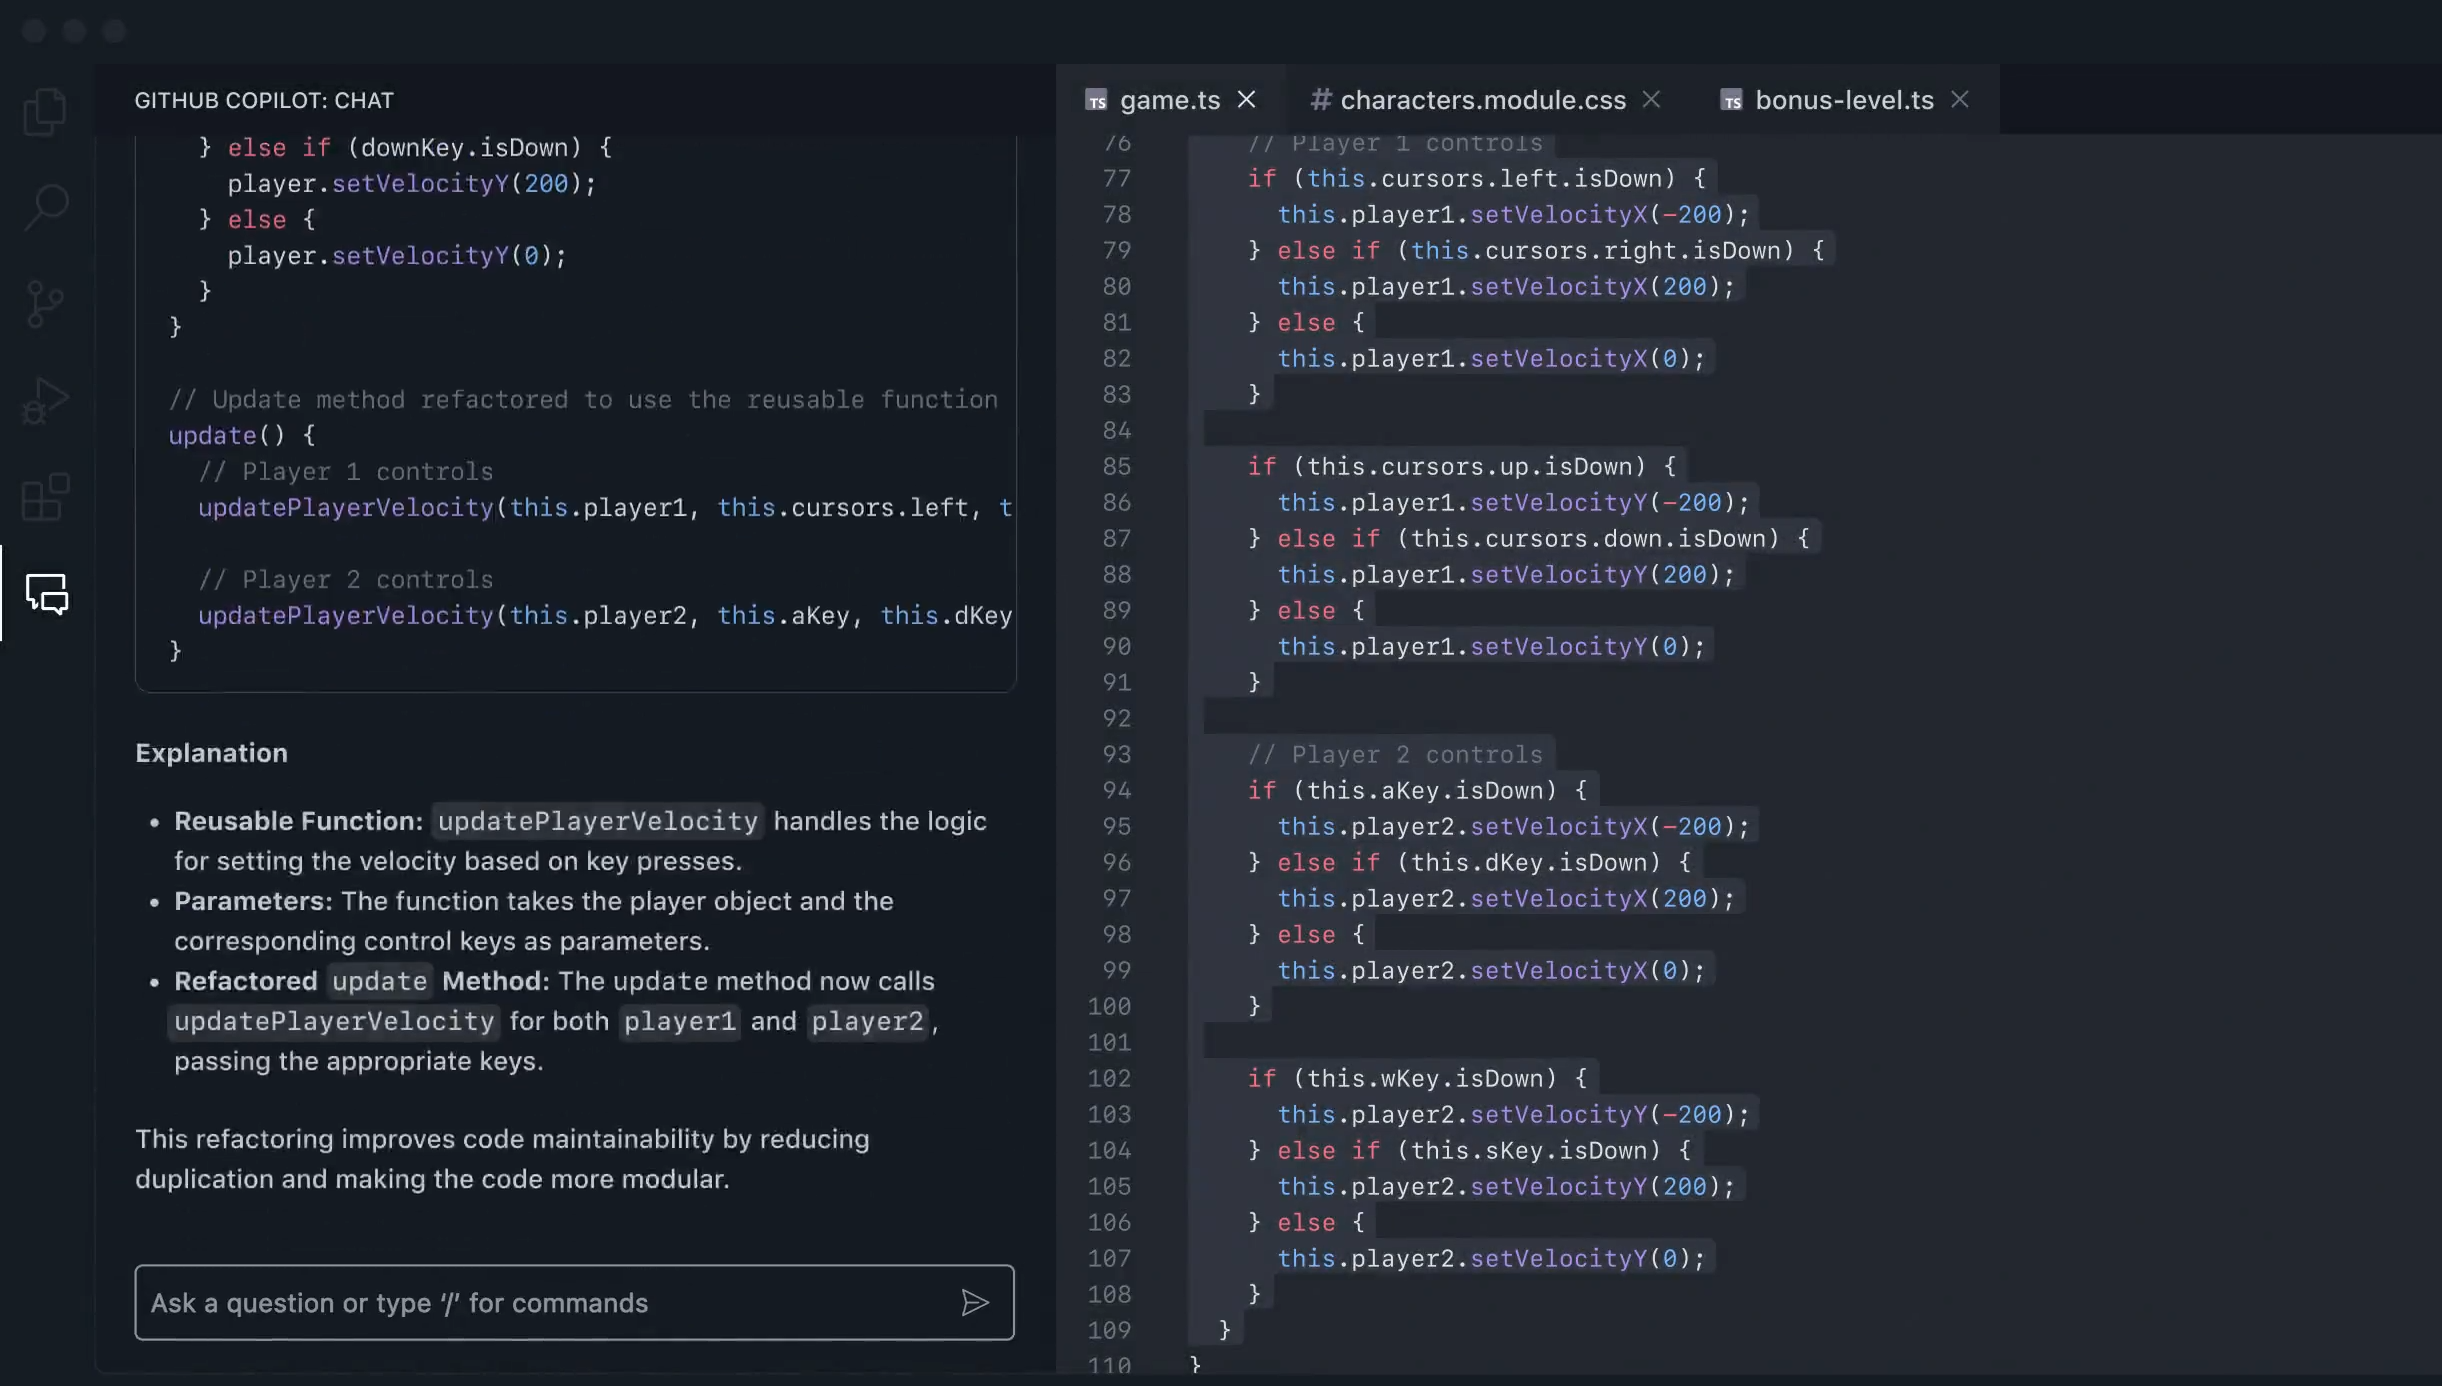 GITHUB COPILOT: CHAT
} else if (downKey.isDown) {
player.setVelocityY(200);
} else {
player.setVelocityY(0);
}
}
// Update method refactored to use the reusable function
update() {
// Player 1 controls
updatePlayerVelocity(this.player1, this.cursors.left, t
// Player 2 controls
updatePlayerVelocity(this.player2, this.aKey, this.dKey
}
Explanation
• Reusable Function: updatePlayerVelocity handles the logic
for setting the velocity based on key presses.
• Parameters: The function takes the player object and the
corresponding control keys as parameters.
• Refactored update Method: The update method now calls
updatePlayerVelocity for both player1 and player2,
passing the appropriate keys.
This refactoring improves code maintainability by reducing
duplication and making the code more modular.
Ask a question or type ‘/’ for commands
TS game.ts
# characters.module.css
TS bonus-level.ts
76 // Player 1 controls
77 if (this.cursors.left.isDown) {
78 this.player1.setVelocityX(-200);
79 } else if (this.cursors.right.isDown) {
80 this.player1.setVelocityX(200);
81 } else {
82 this.player1.setVelocityX(0);
83 }
84
85 if (this.cursors.up.isDown) {
86 this.player1.setVelocityY(-200);
87 } else if (this.cursors.down.isDown) {
88 this.player1.setVelocityY(200);
89 } else {
90 this.player1.setVelocityY(0);
91 }
92
93 // Player 2 controls
94 if (this.aKey.isDown) {
95 this.player2.setVelocityX(-200);
96 } else if (this.dKey.isDown) {
97 this.player2.setVelocityX(200);
98 } else {
99 this.player2.setVelocityX(0);
100 }
101
102 if (this.wKey.isDown) {
103 this.player2.setVelocityY(-200);
104 } else if (this.sKey.isDown) {
105 this.player2.setVelocityY(200);
106 } else {
107 this.player2.setVelocityY(0);
108 }
109 }
110 }